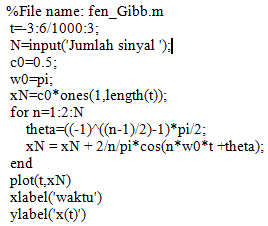 %File name: fen_Gibb.m
t=-3:6/1000:3;
N=input('Jumlah sinyal ');
c0=0.5;
w0=pi;
xN=c0*ones(1,length(t));
for n=1:2:N
theta=((-1)^((n-1)/2)-1)*pi/2;
xN = xN + 2/n/pi*cos(n*w0*t +theta);
end
plot(t,xN)
xlabel('waktu')
ylabel('x(t)')